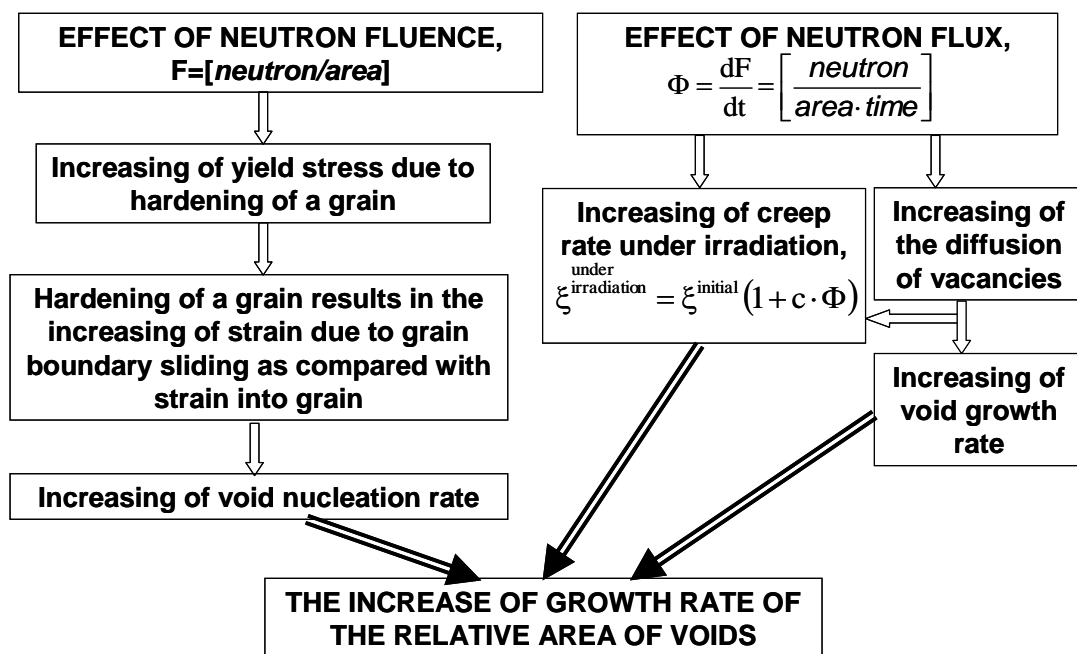 EFFECT OF NEUTRON FLUENCE,
F=[neutron/area]
Increasing of yield stress due to
hardening of a grain
Hardening of a grain results in the
increasing of strain due to grain
boundary sliding as compared with
strain into grain
Increasing of void nucleation rate
EFFECT OF NEUTRON FLUX,
Φ = dF/dt = [neutron/area· time]
Increasing of creep
rate under irradiation,
ξ^under irradiation = ξ^initial (1 + c · Φ)
Increasing of
the diffusion
of vacancies
Increasing of
void growth
rate
THE INCREASE OF GROWTH RATE OF
THE RELATIVE AREA OF VOIDS